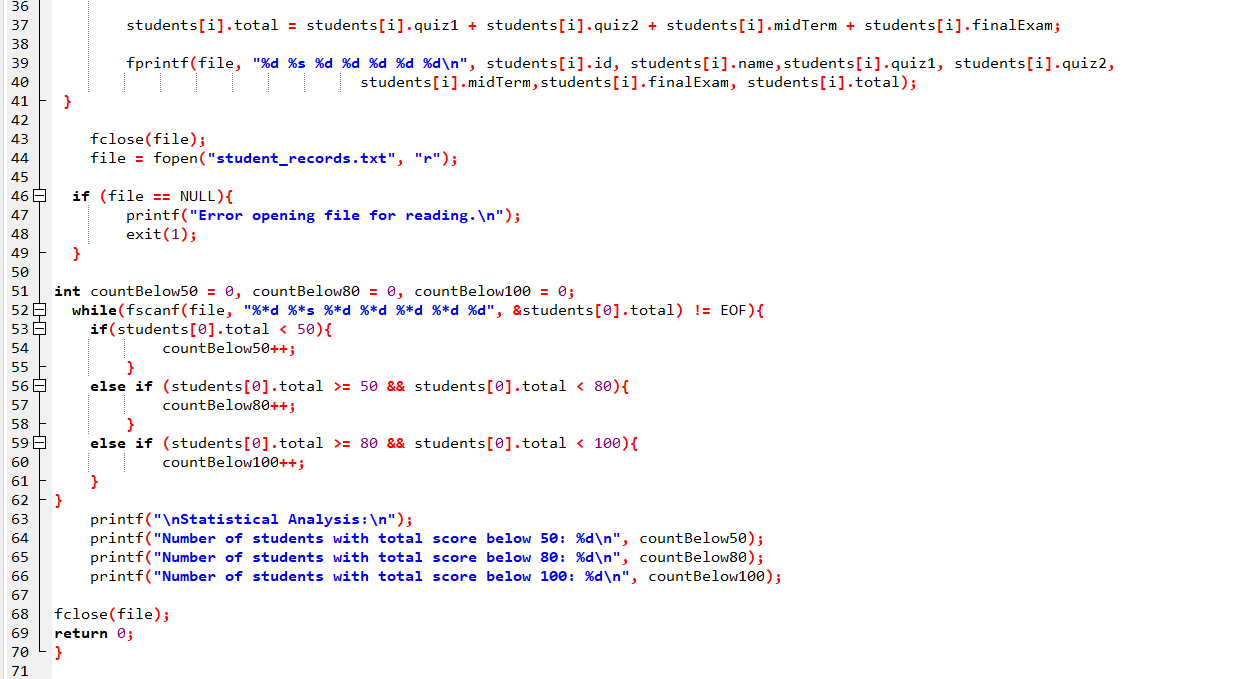 36
37 students[i].total = students[i].quiz1 + students[i].quiz2 + students[i].midTerm + students[i].finalExam;
38
39 fprintf(file, "%d %s %d %d %d %d %d\n", students[i].id, students[i].name,students[i].quiz1, students[i].quiz2,
40 students[i].midTerm,students[i].finalExam, students[i].total);
41 }
42
43 fclose(file);
44 file = fopen("student_records.txt", "r");
45
46 if (file == NULL){
47 printf("Error opening file for reading.\n");
48 exit(1);
49 }
50
51 int countBelow50 = 0, countBelow80 = 0, countBelow100 = 0;
52 while(fscanf(file, "%*d %*s %*d %*d %*d %*d %d", &students[0].total) != EOF){
53 if(students[0].total < 50){
54 countBelow50++;
55 }
56 else if (students[0].total >= 50 && students[0].total < 80){
57 countBelow80++;
58 }
59 else if (students[0].total >= 80 && students[0].total < 100){
60 countBelow100++;
61 }
62 }
63 printf("\nStatistical Analysis:\n");
64 printf("Number of students with total score below 50: %d\n", countBelow50);
65 printf("Number of students with total score below 80: %d\n", countBelow80);
66 printf("Number of students with total score below 100: %d\n", countBelow100);
67
68 fclose(file);
69 return 0;
70 }
71